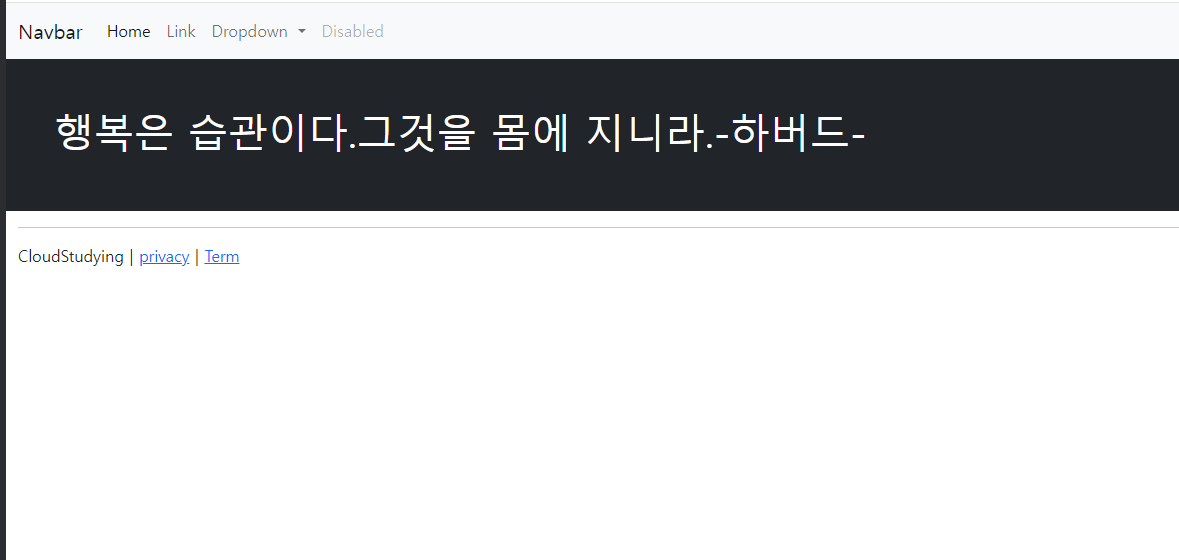 Navbar Home Link Dropdown Disabled
행복은 습관이다.그것을 몸에 지니라.-하버드-
CloudStudying | privacy | Term